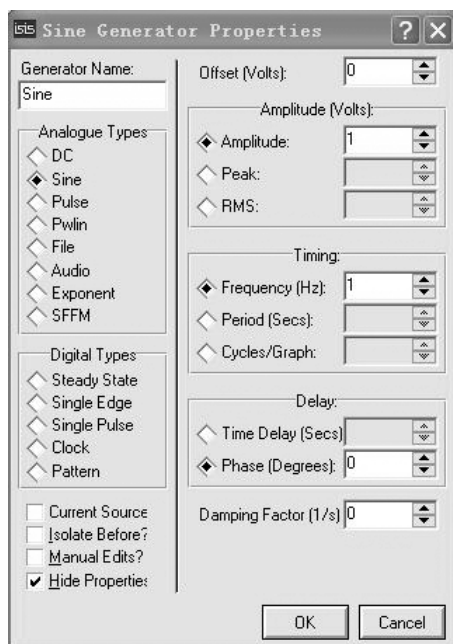 isis Sine Generator Properties
Generator Name:
Sine
Analogue Types
DC
Sine
Pulse
Pwlin
File
Audio
Exponent
SFFM
Digital Types
Steady State
Single Edge
Single Pulse
Clock
Pattern
Current Source
Isolate Before?
Manual Edits?
Hide Properties
Offset (Volts): 0
Amplitude (Volts):
Amplitude: 1
Peak:
RMS:
Timing:
Frequency (Hz): 1
Period (Secs):
Cycles/Graph:
Delay:
Time Delay (Secs)
Phase (Degrees): 0
Damping Factor (1/s) 0
OK Cancel